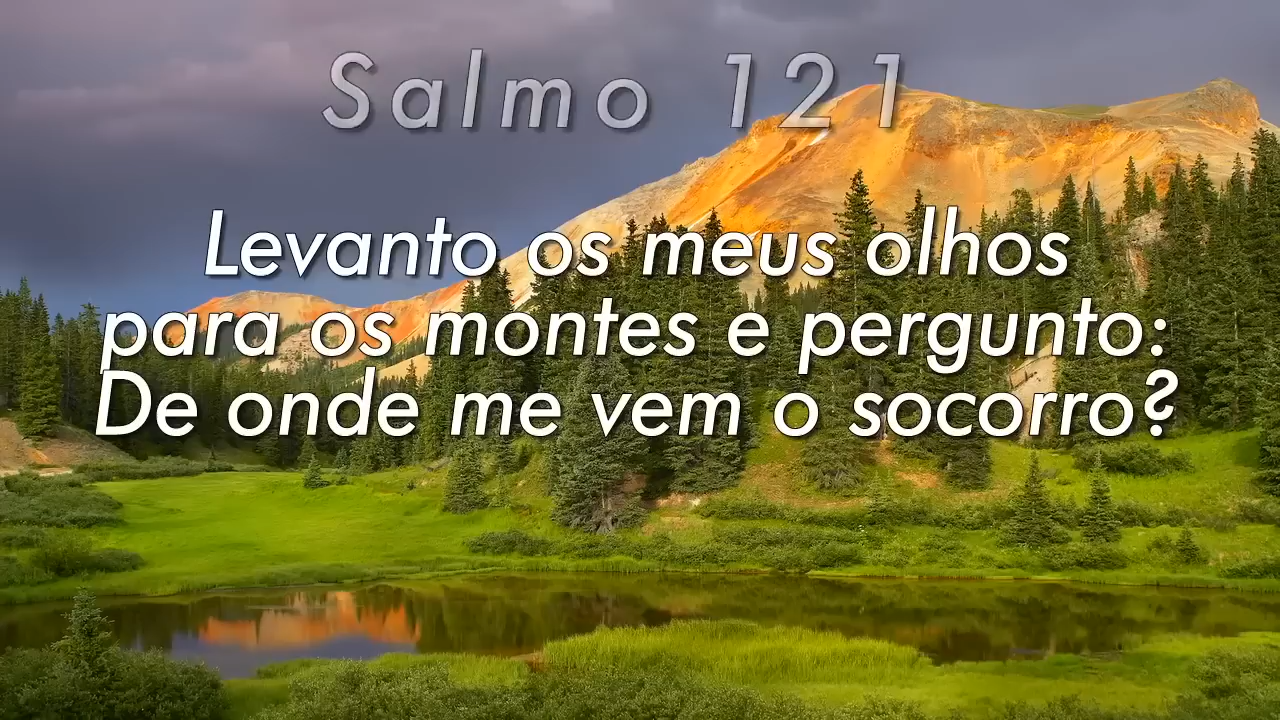 Salmo 121
Levanto os meus olhos
para os montes e pergunto:
De onde me vem o socorro?